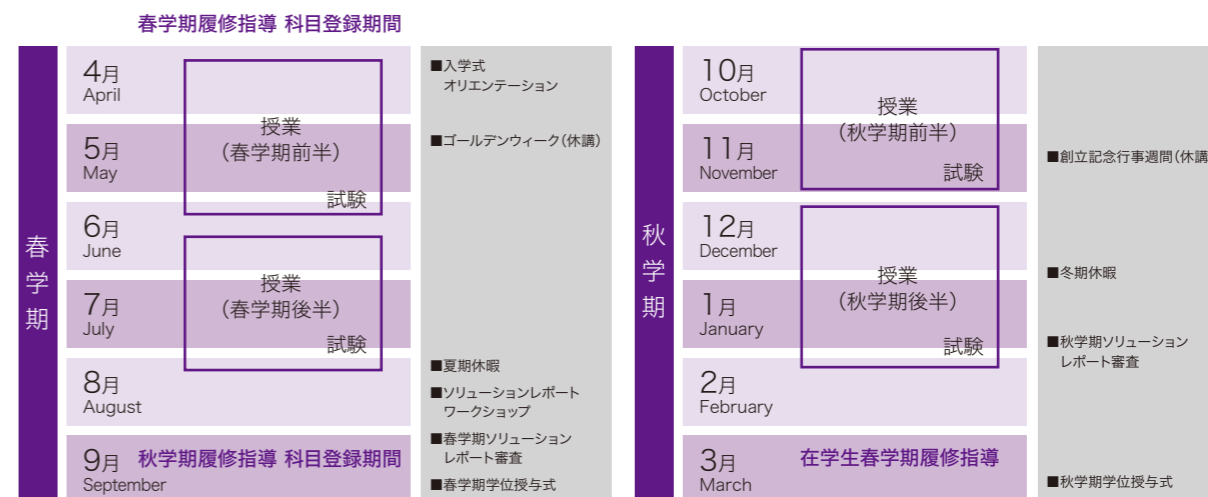 春学期履修指導 科目登録期間
春学期
4月
April
5月
May
6月
June
7月
July
8月
August
9月
September
授業
(春学期前半)
試験
授業
(春学期後半)
試験
秋学期履修指導 科目登録期間
■入学式
オリエンテーション
■ゴールデンウィーク(休講)
■夏期休暇
■ソリューションレポート
ワークショップ
■春学期ソリューション
レポート審査
■春学期学位授与式
秋学期
10月
October
11月
November
12月
December
1月
January
2月
February
3月
March
授業
(秋学期前半)
試験
授業
(秋学期後半)
試験
在学生春学期履修指導
■創立記念行事週間(休講
■冬期休暇
■秋学期ソリューション
レポート審査
■秋学期学位授与式